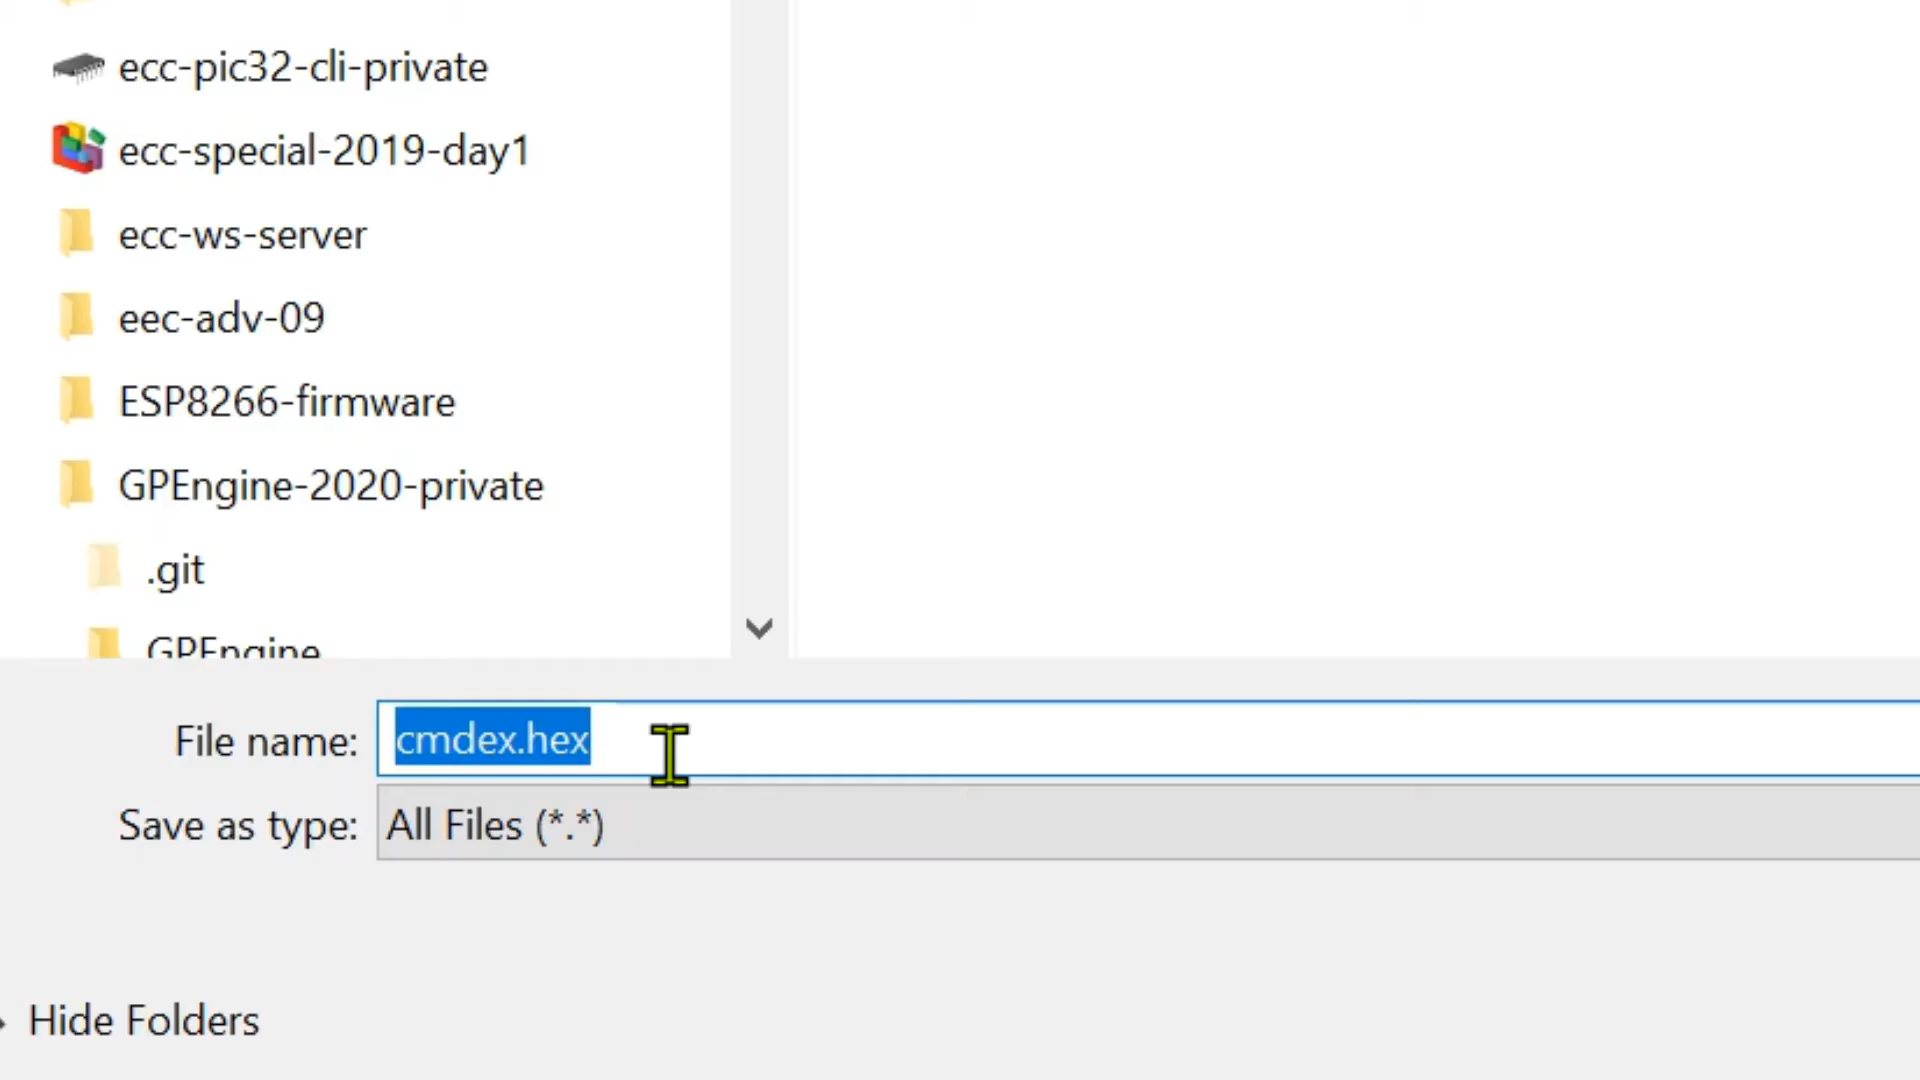 ecc-pic32-cli-private
ecc-special-2019-day1
ecc-ws-server
eec-adv-09
ESP8266-firmware
GPEngine-2020-private
.git
GPEngine
File name: cmdex.hex
Save as type: All Files (*.*)
Hide Folders